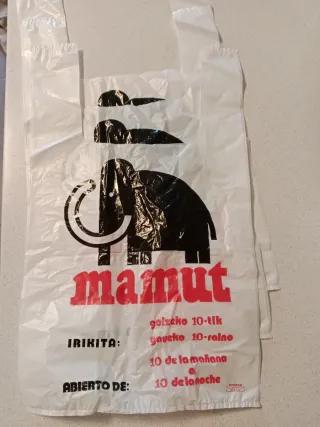 mamut
goizeko 10-tik
IRIKITA: gaueko 10-raino
10 de la mañana
a
ABIERTO DE: 10 de la noche